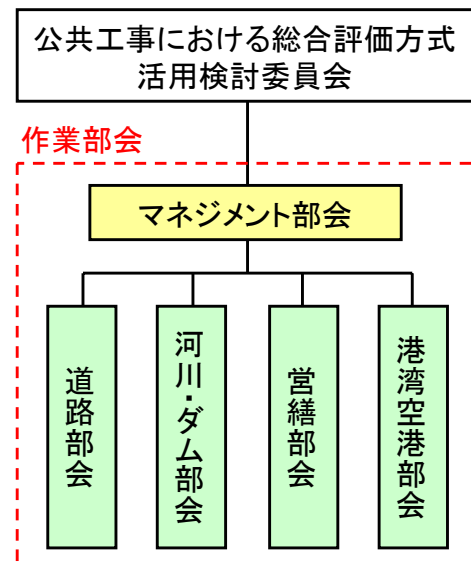 公共工事における総合評価方式
活用検討委員会
作業部会
マネジメント部会
道路部会
河川・ダム部会
営繕部会
港湾空港部会